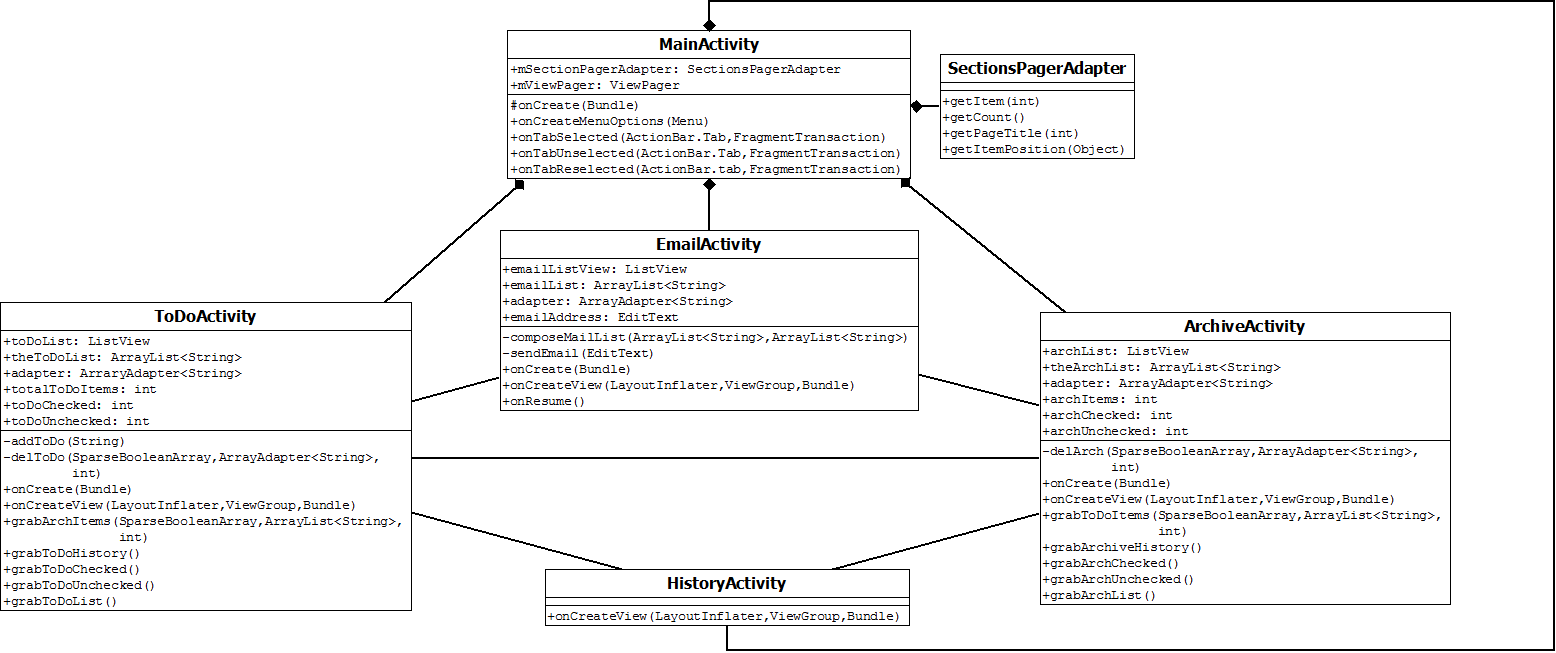 MainActivity
+mSectionPagerAdapter: SectionsPagerAdapter
+mViewPager: ViewPager
#onCreate(Bundle)
+onCreateMenuOptions(Menu)
+onTabSelected(ActionBar.Tab,FragmentTransaction)
+onTabUnselected(ActionBar.Tab,FragmentTransaction)
+onTabReselected(ActionBar.tab,FragmentTransaction)
SectionsPagerAdapter
+getItem(int)
+getCount()
+getPageTitle(int)
+getItemPosition(Object)
EmailActivity
+emailListView: ListView
+emailList: ArrayList<String>
+adapter: ArrayAdapter<String>
+emailAddress: EditText
-composeMailList(ArrayList<String>,ArrayList<String>)
-sendEmail(EditText)
+onCreate(Bundle)
+onCreateView(LayoutInflater,ViewGroup,Bundle)
+onResume()
ToDoActivity
+toDoList: ListView
+theToDoList: ArrayList<String>
+adapter: ArraryAdapter<String>
+totalToDoItems: int
+toDoChecked: int
+toDoUnchecked: int
-addToDo(String)
-delToDo(SparseBooleanArray,ArrayAdapter<String>,
int)
+onCreate(Bundle)
+onCreateView(LayoutInflater,ViewGroup,Bundle)
+grabArchItems(SparseBooleanArray,ArrayList<String>,
int)
+grabToDoHistory()
+grabToDoChecked()
+grabToDoUnchecked()
+grabToDoList()
ArchiveActivity
+archList: ListView
+theArchList: ArrayList<String>
+adapter: ArrayAdapter<String>
+archItems: int
+archChecked: int
+archUnchecked: int
-delArch(SparseBooleanArray,ArrayAdapter<String>,
int)
+onCreate(Bundle)
+onCreateView(LayoutInflater,ViewGroup,Bundle)
+grabToDoItems(SparseBooleanArray,ArrayList<String>,
int)
+grabArchiveHistory()
+grabArchChecked()
+grabArchUnchecked()
+grabArchList()
HistoryActivity
+onCreateView(LayoutInflater,ViewGroup,Bundle)